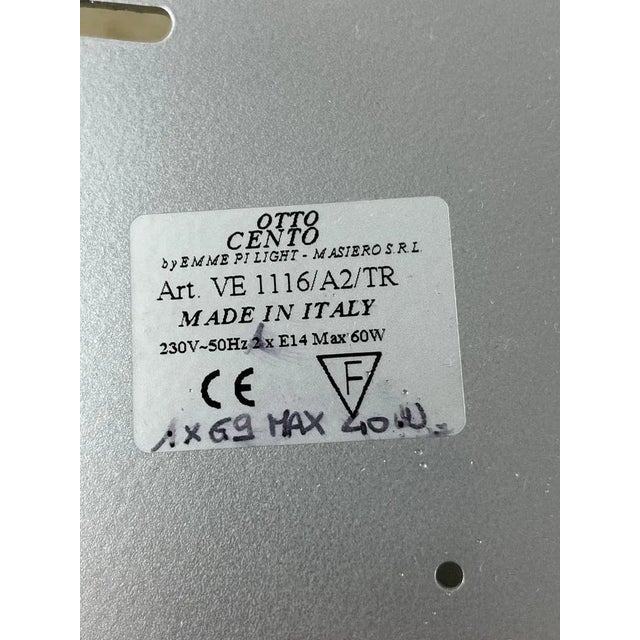 OTTO
CENTO
by EMME PI LIGHT - MASIERO S.R.L.
Art. VE 1116/A2/TR
MADE IN ITALY
230V~50Hz 2 x E14 Max 60W
CE F
1 X G9 MAX 40W